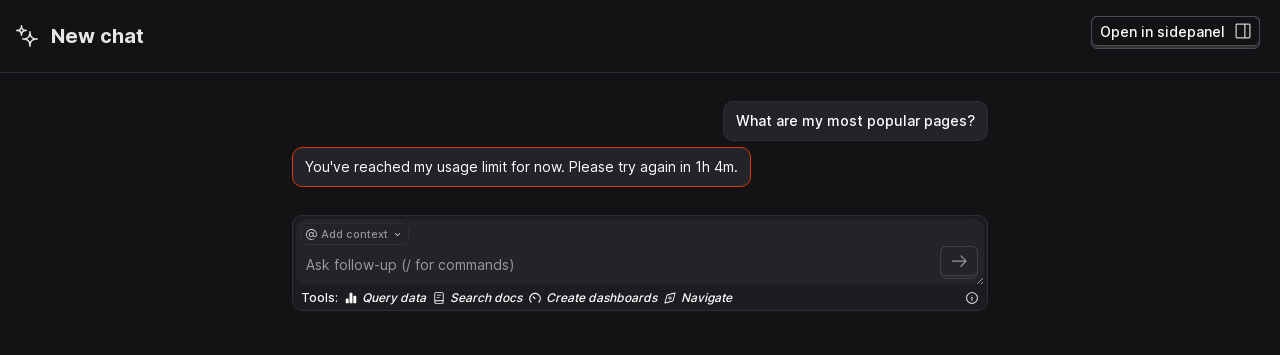 New chat
Open in sidepanel
What are my most popular pages?
You've reached my usage limit for now. Please try again in 1h 4m.
@ Add context
Ask follow-up (/ for commands)
Tools: Query data Search docs Create dashboards Navigate